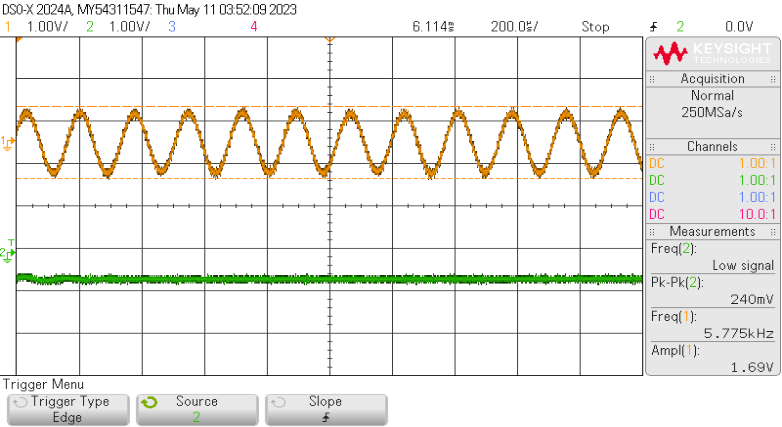 DSO-X 2024A, MY54311547: Thu May 11 03:52:09 2023
1 1.00V/ 2 1.00V/ 3 4 6.114s 200.0s/ Stop 2 0.0V
KEYSIGHT
TECHNOLOGIES
Acquisition
Normal
250MSa/s
Channels
DC 1.00:1
DC 1.00:1
DC 1.00:1
DC 10.0:1
Measurements
Freq(2):
Low signal
Pk-Pk(2):
240mV
Freq(1):
5.775kHz
Ampl(1):
1.69V
1
T
2
Trigger Menu
Trigger Type
Edge
Source
2
Slope